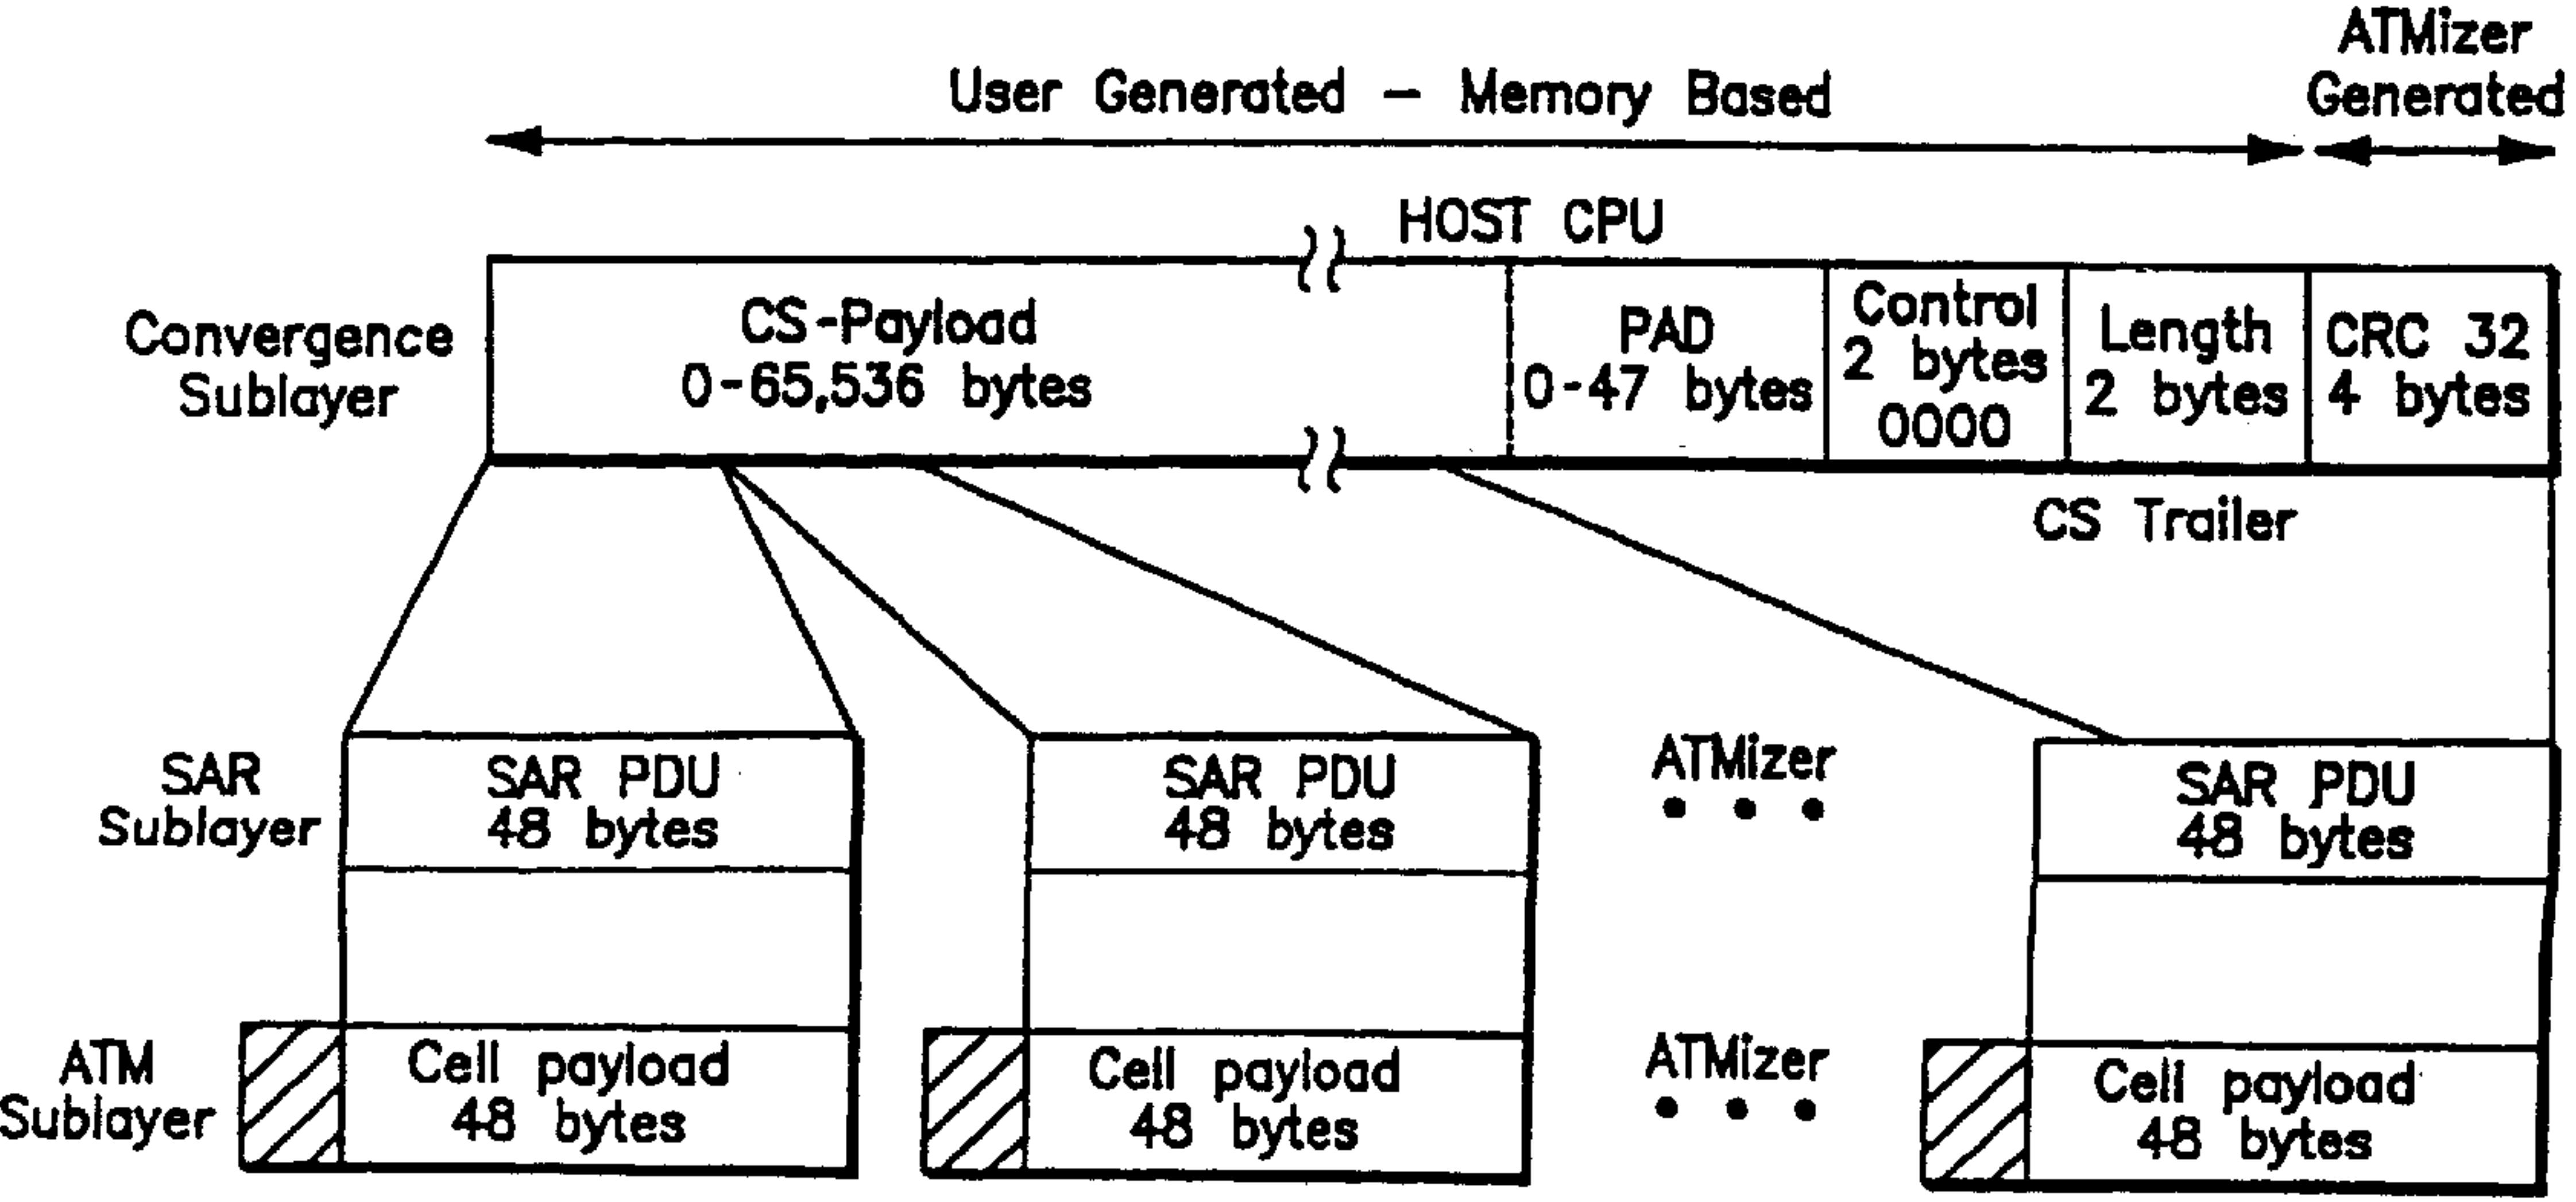 ATMizer
Generated
User Generated – Memory Based
HOST CPU
Convergence
Sublayer
CS-Payload
0-65,536 bytes
PAD
0-47 bytes
Control
2 bytes
0000
Length
2 bytes
CRC 32
4 bytes
CS Trailer
SAR
Sublayer
SAR PDU
48 bytes
SAR PDU
48 bytes
ATMizer
• • •
SAR PDU
48 bytes
ATM
Sublayer
Cell payload
48 bytes
Cell payload
48 bytes
ATMizer
• • •
Cell payload
48 bytes